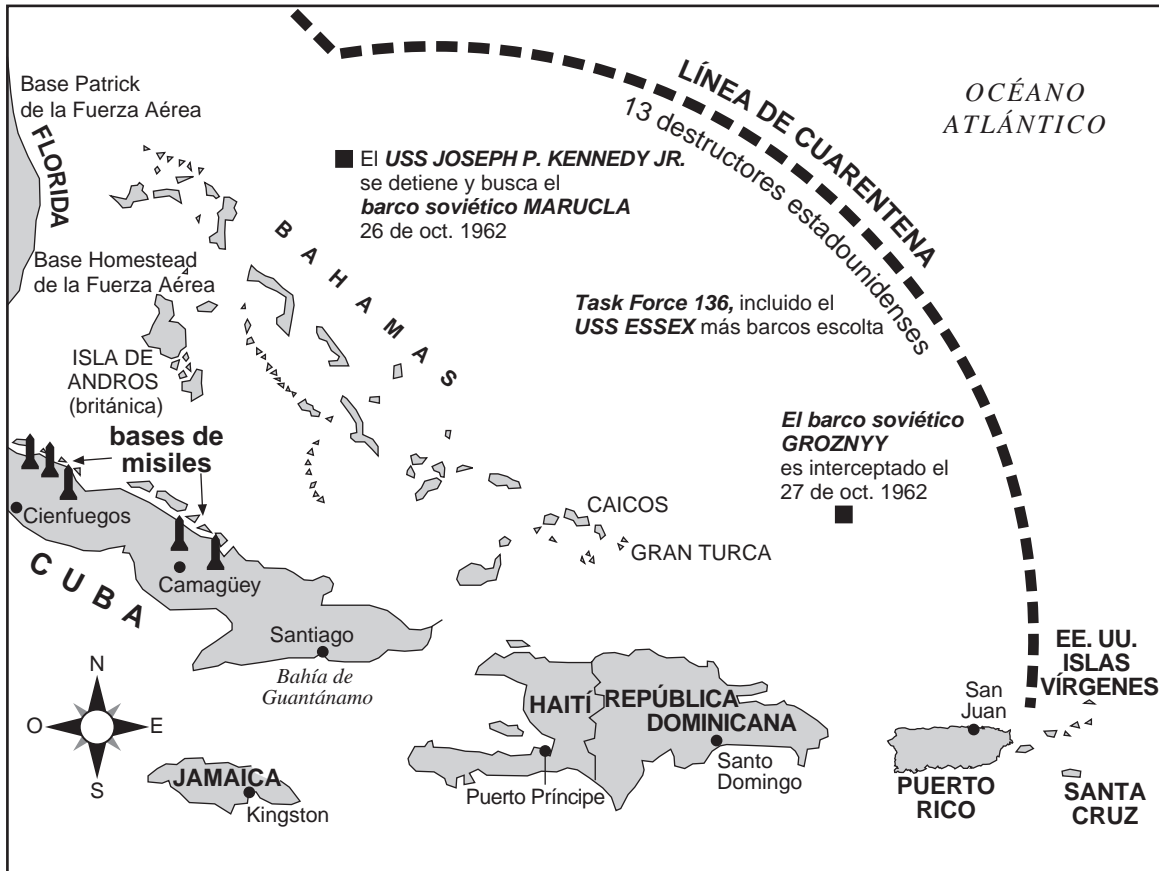 LÍNEA DE CUARENTENA
13 destructores estadounidenses
OCÉANO
ATLÁNTICO
Base Patrick
de la Fuerza Aérea
FLORIDA
El USS JOSEPH P. KENNEDY JR.
se detiene y busca el
barco soviético MARUCLA
26 de oct. 1962
BAHAMAS
Base Homestead
de la Fuerza Aérea
Task Force 136, incluido el
USS ESSEX más barcos escolta
ISLA DE
ANDROS
(británica)
bases de
misiles
El barco soviético
GROZNYY
es interceptado el
27 de oct. 1962
Cienfuegos
CAICOS
GRAN TURCA
CUBA
Camagüey
Santiago
Bahía de
Guantánamo
N
O
E
S
HAITÍ
REPÚBLICA
DOMINICANA
Santo
Domingo
Puerto Príncipe
JAMAICA
Kingston
San
Juan
PUERTO
RICO
EE. UU.
ISLAS
VÍRGENES
SANTA
CRUZ